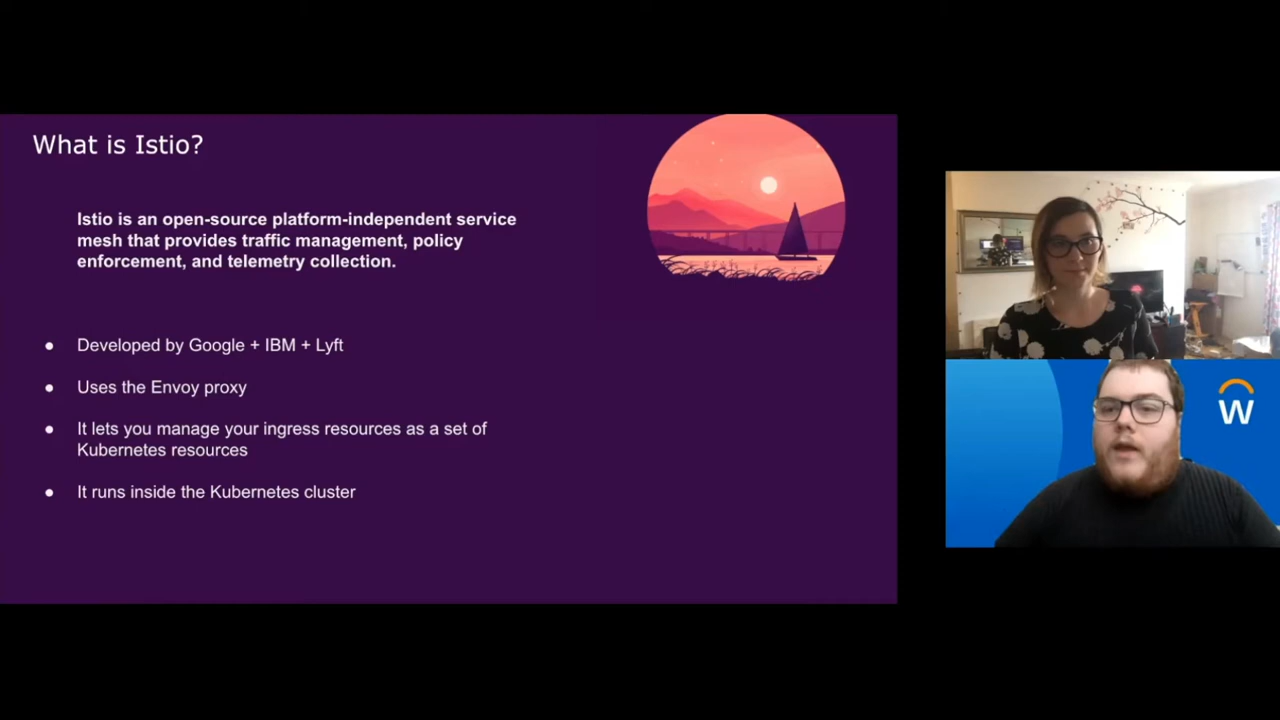 What is Istio?
Istio is an open-source platform-independent service
mesh that provides traffic management, policy
enforcement, and telemetry collection.
● Developed by Google + IBM + Lyft
● Uses the Envoy proxy
● It lets you manage your ingress resources as a set of
Kubernetes resources
● It runs inside the Kubernetes cluster
W